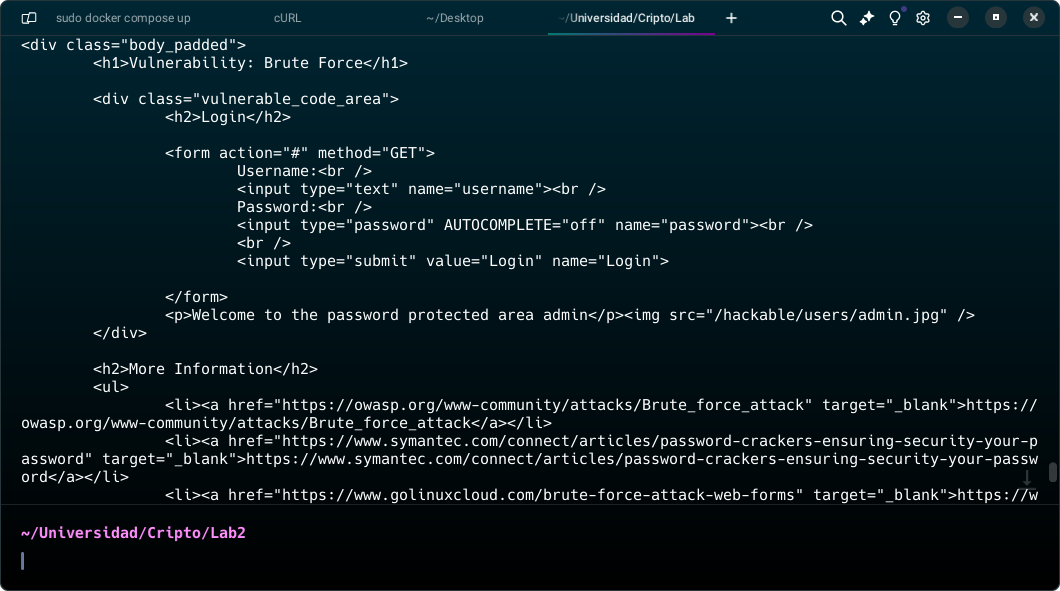 sudo docker compose up cURL ~/Desktop ~/Universidad/Cripto/Lab +
<div class="body_padded">
<h1>Vulnerability: Brute Force</h1>
<div class="vulnerable_code_area">
<h2>Login</h2>
<form action="#" method="GET">
Username:<br />
<input type="text" name="username"><br />
Password:<br />
<input type="password" AUTOCOMPLETE="off" name="password"><br />
<br />
<input type="submit" value="Login" name="Login">
</form>
<p>Welcome to the password protected area admin</p><img src="/hackable/users/admin.jpg" />
</div>
<h2>More Information</h2>
<ul>
<li><a href="https://owasp.org/www-community/attacks/Brute_force_attack" target="_blank">https://
owasp.org/www-community/attacks/Brute_force_attack</a></li>
<li><a href="https://www.symantec.com/connect/articles/password-crackers-ensuring-security-your-p
assword" target="_blank">https://www.symantec.com/connect/articles/password-crackers-ensuring-security-your-passw
ord</a></li>
<li><a href="https://www.golinuxcloud.com/brute-force-attack-web-forms" target="_blank">https://w
~/Universidad/Cripto/Lab2